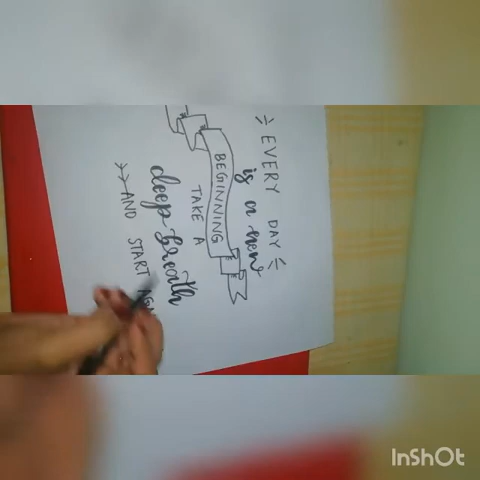 EVERY DAY
is a new
BEGINNING
TAKE A
deep breath
AND START
InShOt